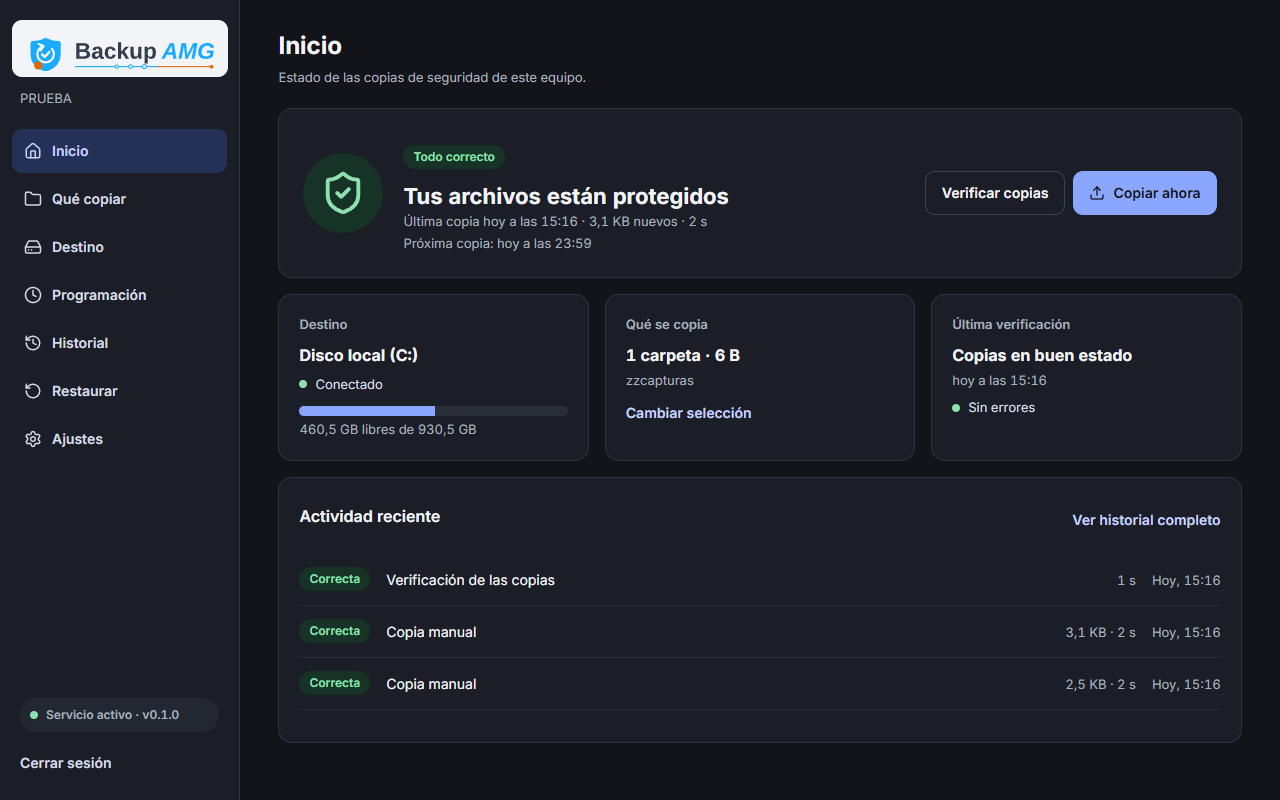 Backup AMG
PRUEBA
Inicio
Qué copiar
Destino
Programación
Historial
Restaurar
Ajustes
Servicio activo · v0.1.0
Cerrar sesión
Inicio
Estado de las copias de seguridad de este equipo.
Todo correcto
Tus archivos están protegidos
Última copia hoy a las 15:16 · 3,1 KB nuevos · 2 s
Próxima copia: hoy a las 23:59
Verificar copias
Copiar ahora
Destino
Disco local (C:)
Conectado
460,5 GB libres de 930,5 GB
Qué se copia
1 carpeta · 6 B
zzcapturas
Cambiar selección
Última verificación
Copias en buen estado
hoy a las 15:16
Sin errores
Actividad reciente
Ver historial completo
Correcta Verificación de las copias 1 s Hoy, 15:16
Correcta Copia manual 3,1 KB · 2 s Hoy, 15:16
Correcta Copia manual 2,5 KB · 2 s Hoy, 15:16